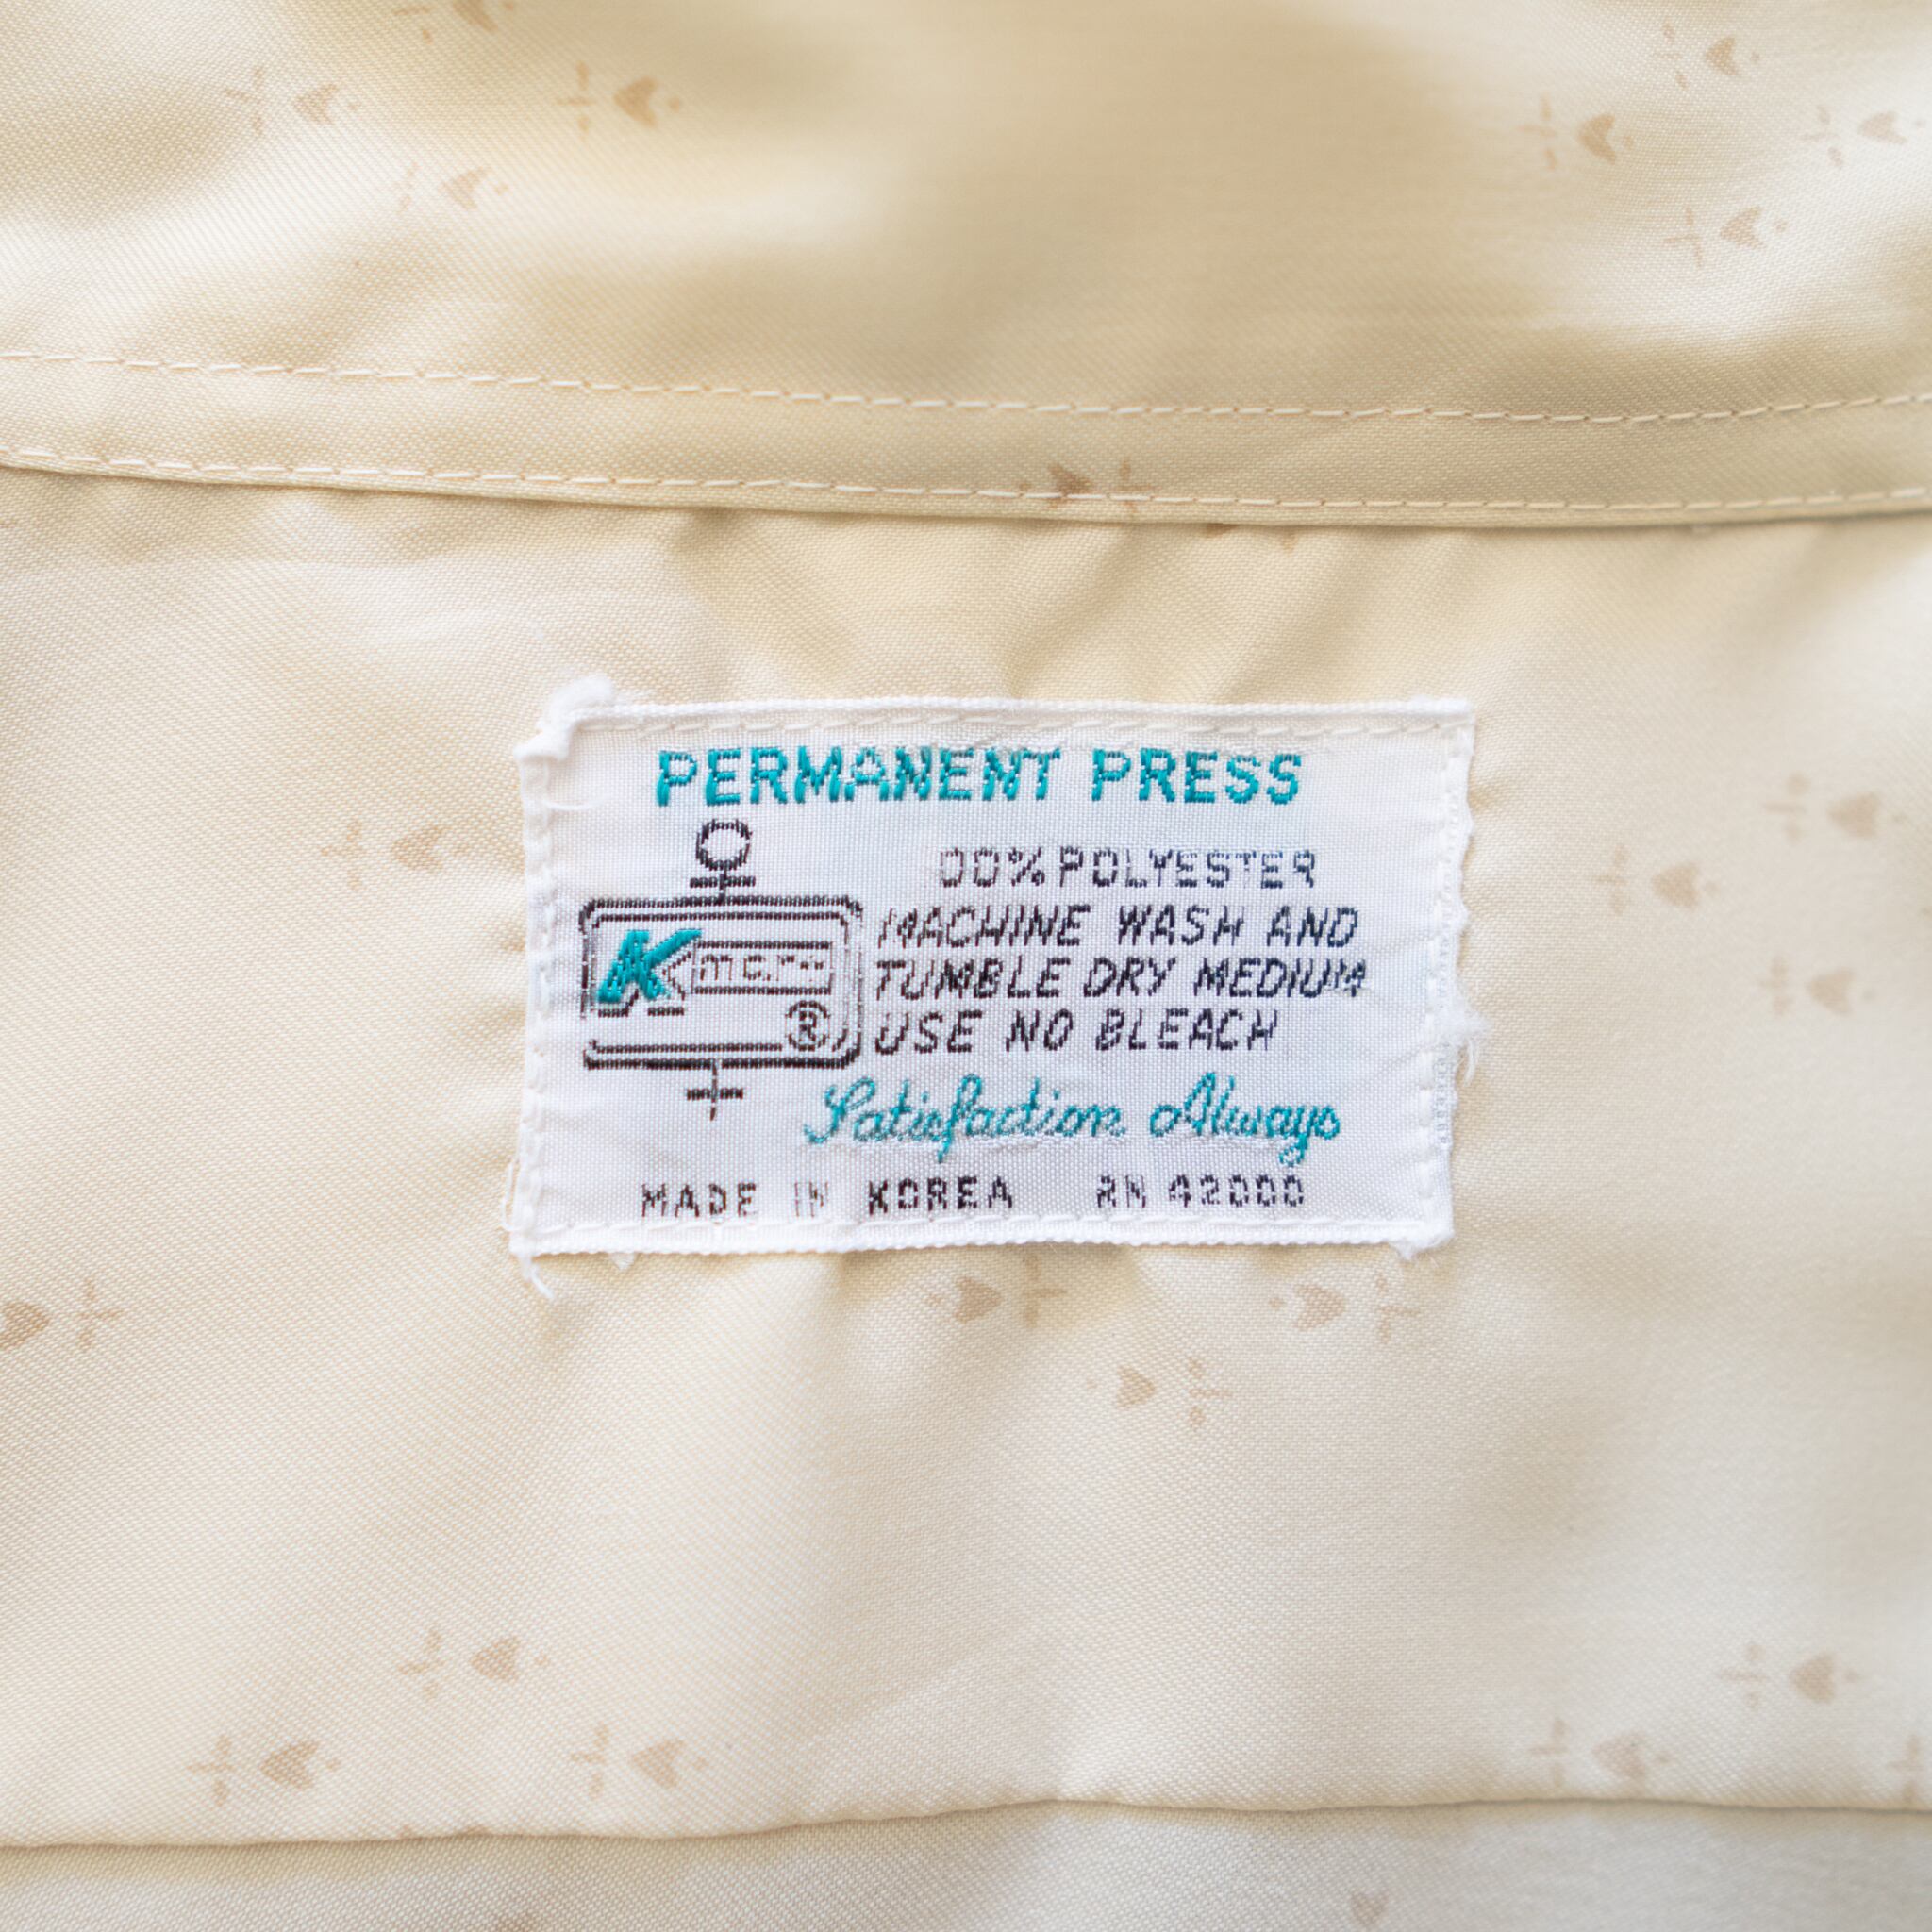 PERMANENT PRESS
00% POLYESTER
MACHINE WASH AND
TUMBLE DRY MEDIUM
USE NO BLEACH
K mart
®
Satisfaction Always
MADE IN KOREA RN 42000